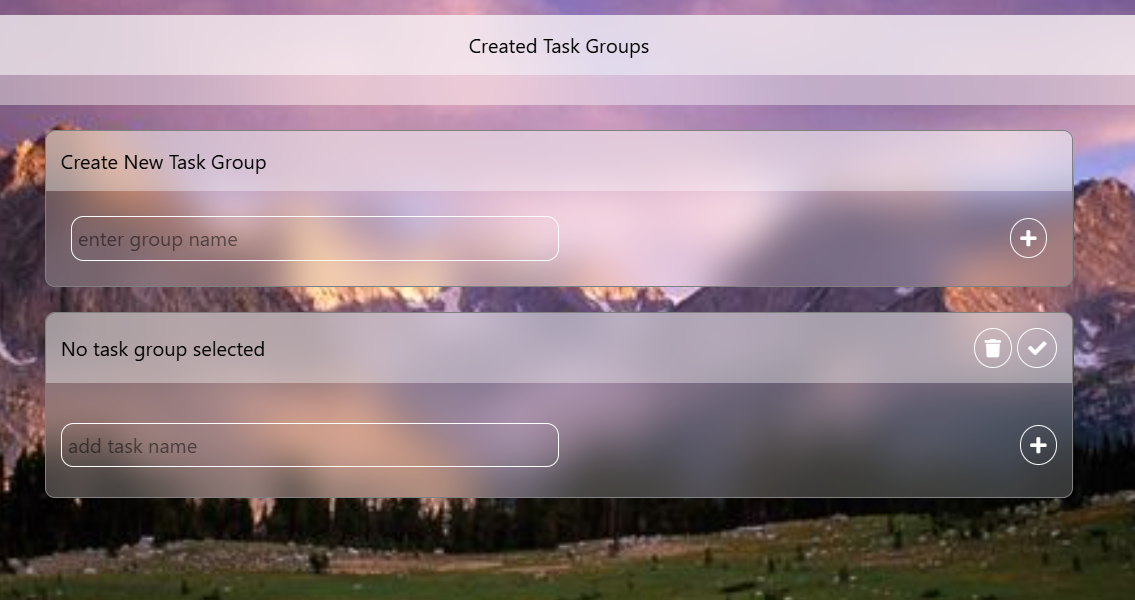 Created Task Groups
Create New Task Group
enter group name
No task group selected
add task name